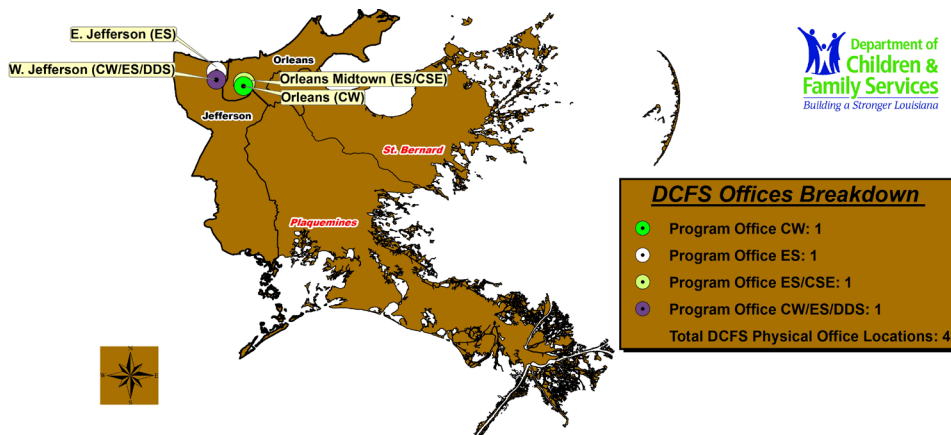 E. Jefferson (ES)
W. Jefferson (CW/ES/DDS)
Orleans
Orleans Midtown (ES/CSE)
Orleans (CW)
Jefferson
St. Bernard
Plaquemines
N
W
E
S
Department of
Children &
Family Services
Building a Stronger Louisiana
DCFS Offices Breakdown
Program Office CW: 1
Program Office ES: 1
Program Office ES/CSE: 1
Program Office CW/ES/DDS: 1
Total DCFS Physical Office Locations: 4